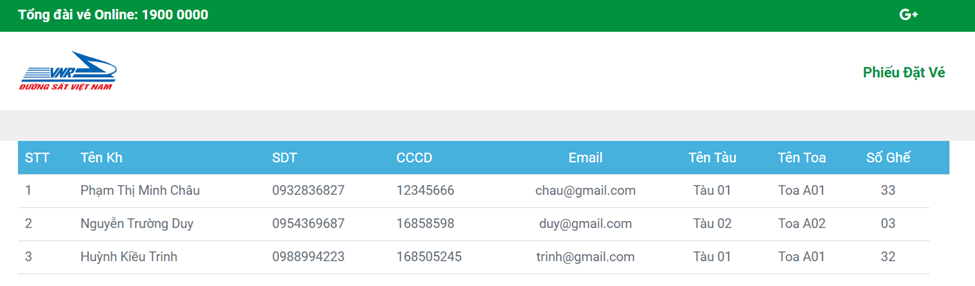 Tổng đài vé Online: 1900 0000 G+
VNR
ĐƯỜNG SẮT VIỆT NAM
Phiếu Đặt Vé
STT Tên Kh SDT CCCD Email Tên Tàu Tên Toa Số Ghế
1 Phạm Thị Minh Châu 0932836827 12345666 chau@gmail.com Tàu 01 Toa A01 33
2 Nguyễn Trường Duy 0954369687 16858598 duy@gmail.com Tàu 02 Toa A02 03
3 Huỳnh Kiều Trinh 0988994223 168505245 trinh@gmail.com Tàu 01 Toa A01 32